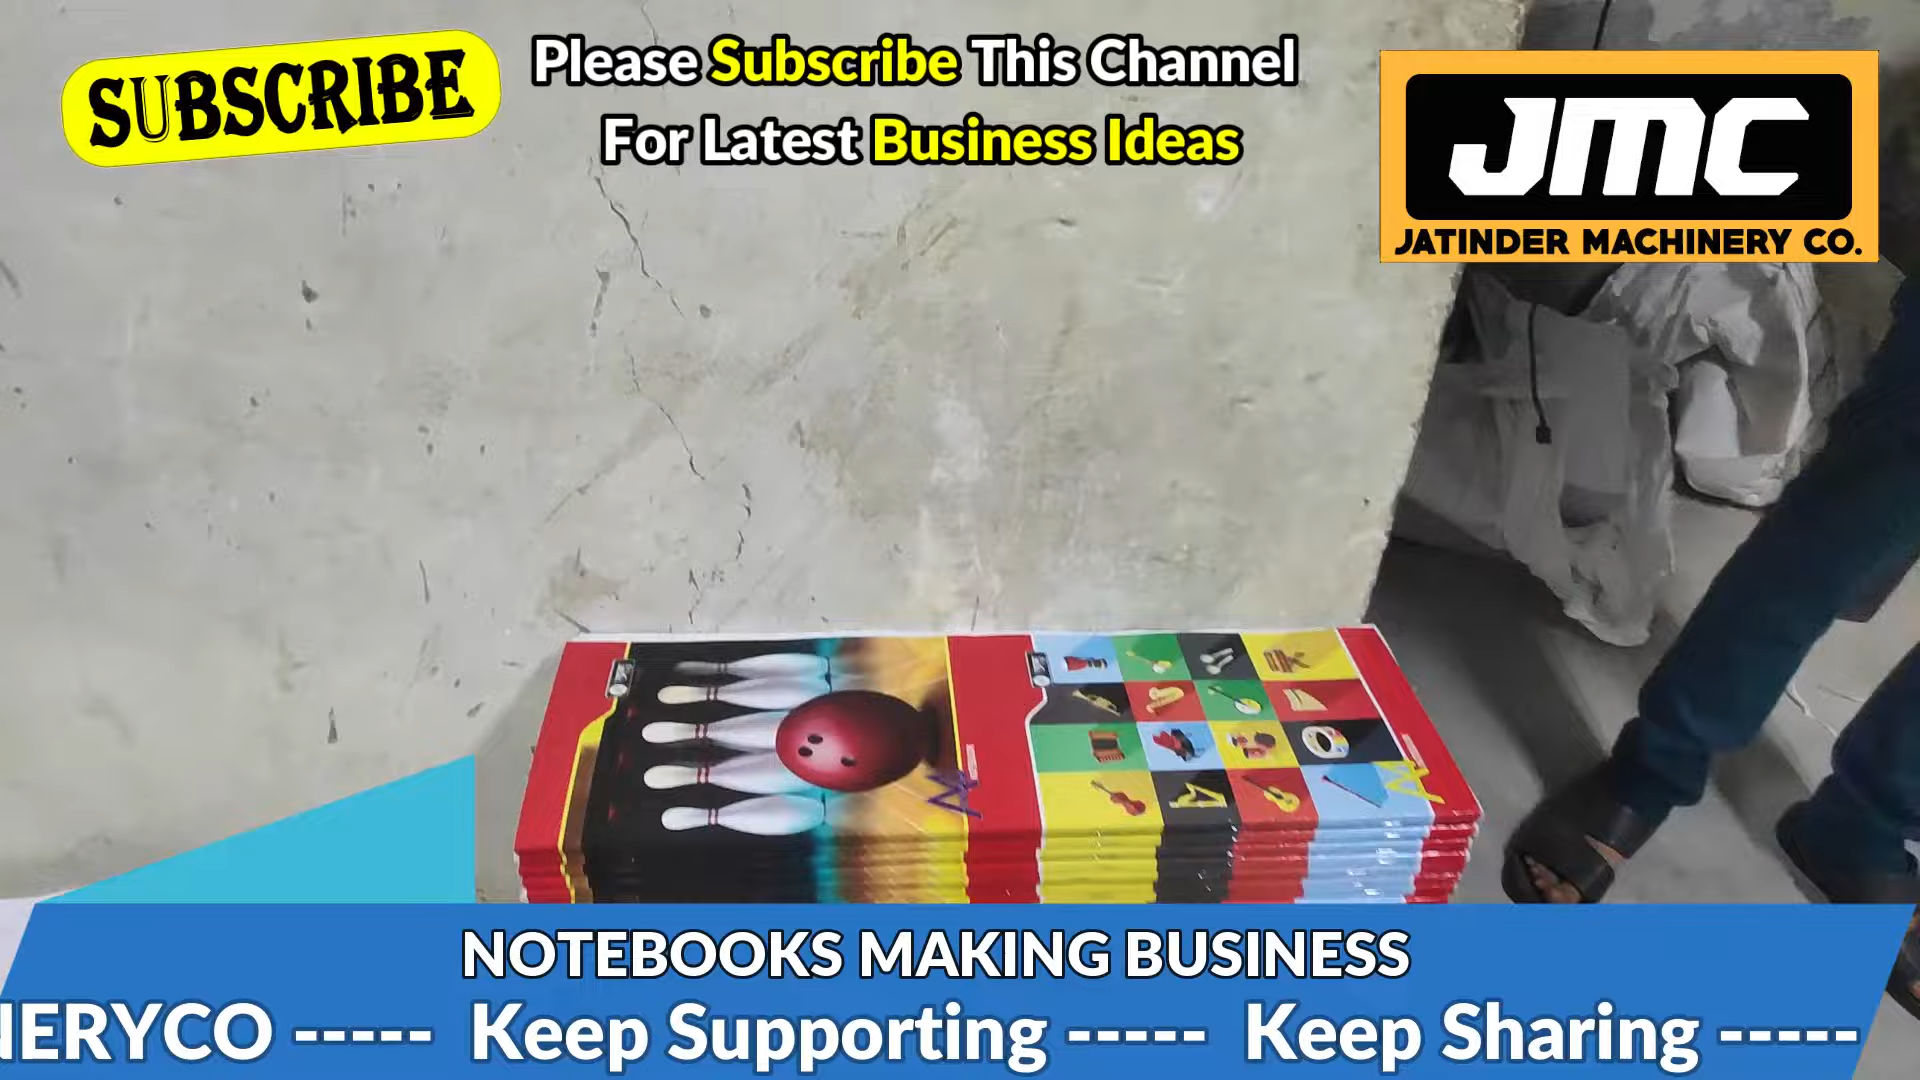 SUBSCRIBE
Please Subscribe This Channel
For Latest Business Ideas
JMC
JATINDER MACHINERY CO.
NOTEBOOKS MAKING BUSINESS
NERYCO ----- Keep Supporting ----- Keep Sharing -----